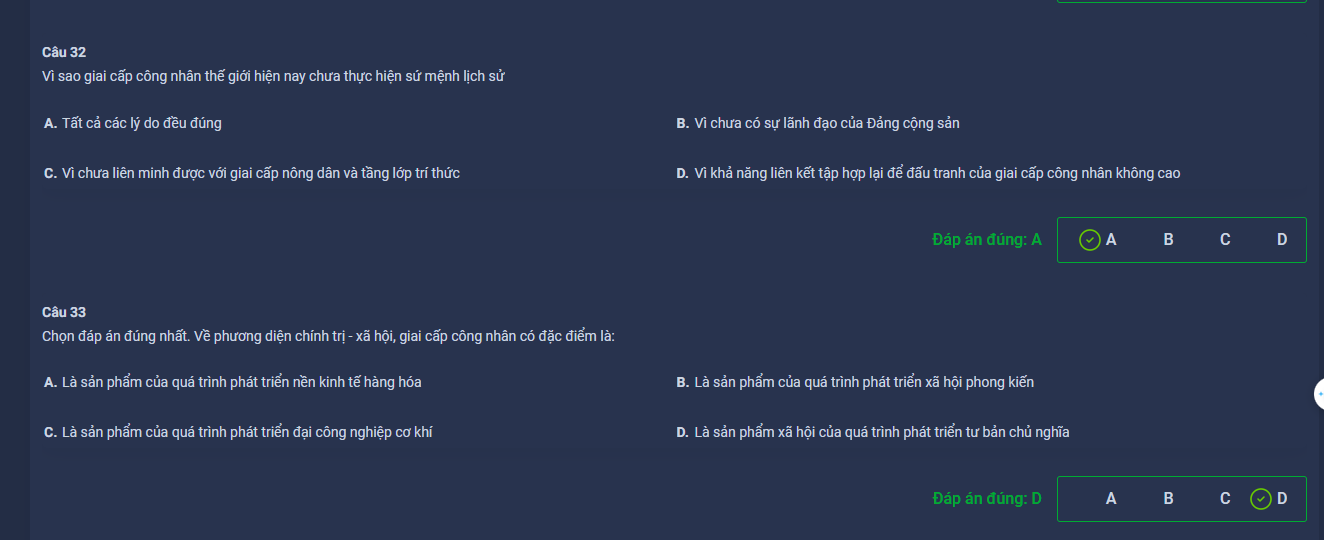 Câu 32
Vì sao giai cấp công nhân thế giới hiện nay chưa thực hiện sứ mệnh lịch sử
A. Tất cả các lý do đều đúng
B. Vì chưa có sự lãnh đạo của Đảng cộng sản
C. Vì chưa liên minh được với giai cấp nông dân và tầng lớp trí thức
D. Vì khả năng liên kết tập hợp lại để đấu tranh của giai cấp công nhân không cao
Đáp án đúng: A
A B C D
Câu 33
Chọn đáp án đúng nhất. Về phương diện chính trị - xã hội, giai cấp công nhân có đặc điểm là:
A. Là sản phẩm của quá trình phát triển nền kinh tế hàng hóa
B. Là sản phẩm của quá trình phát triển xã hội phong kiến
C. Là sản phẩm của quá trình phát triển đại công nghiệp cơ khí
D. Là sản phẩm xã hội của quá trình phát triển tư bản chủ nghĩa
Đáp án đúng: D
A B C D